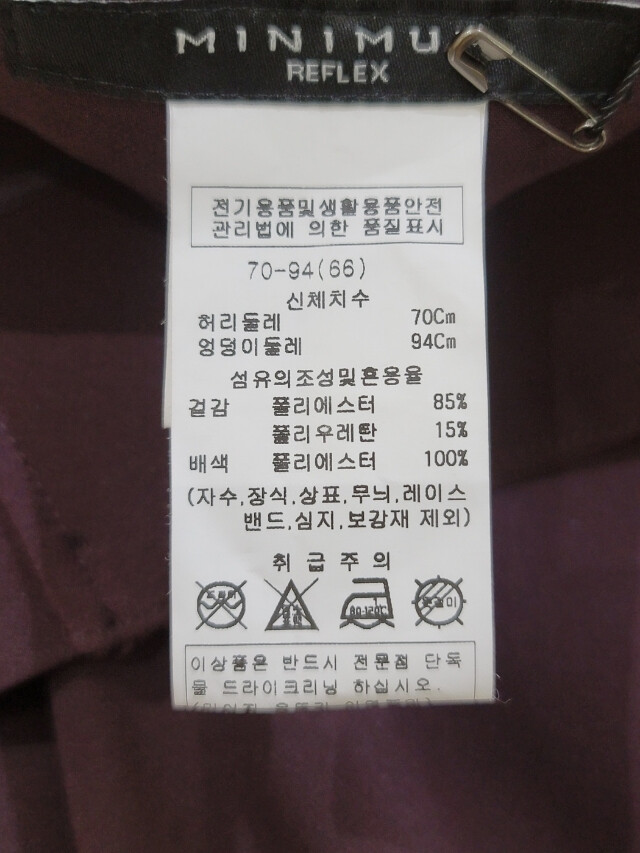 MINIMU
REFLEX
전기용품및생활용품안전
관리법에 의한 품질표시
70-94(66)
신체치수
허리둘레 70Cm
엉덩이둘레 94Cm
섬유의조성및혼용율
겉감 폴리에스터 85%
폴리우레탄 15%
배색 폴리에스터 100%
(자수,장식,상표,무늬,레이스
밴드,심지,보강재 제외)
취급주의
80-120℃
이상품은 반드시 전문점 단독
물 드라이크리닝 하십시오.